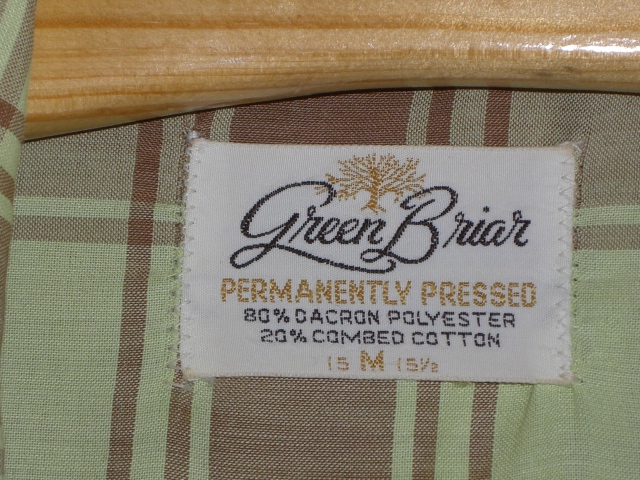 Green Briar
PERMANENTLY PRESSED
80% DACRON POLYESTER
20% COMBED COTTON
15 M 15½